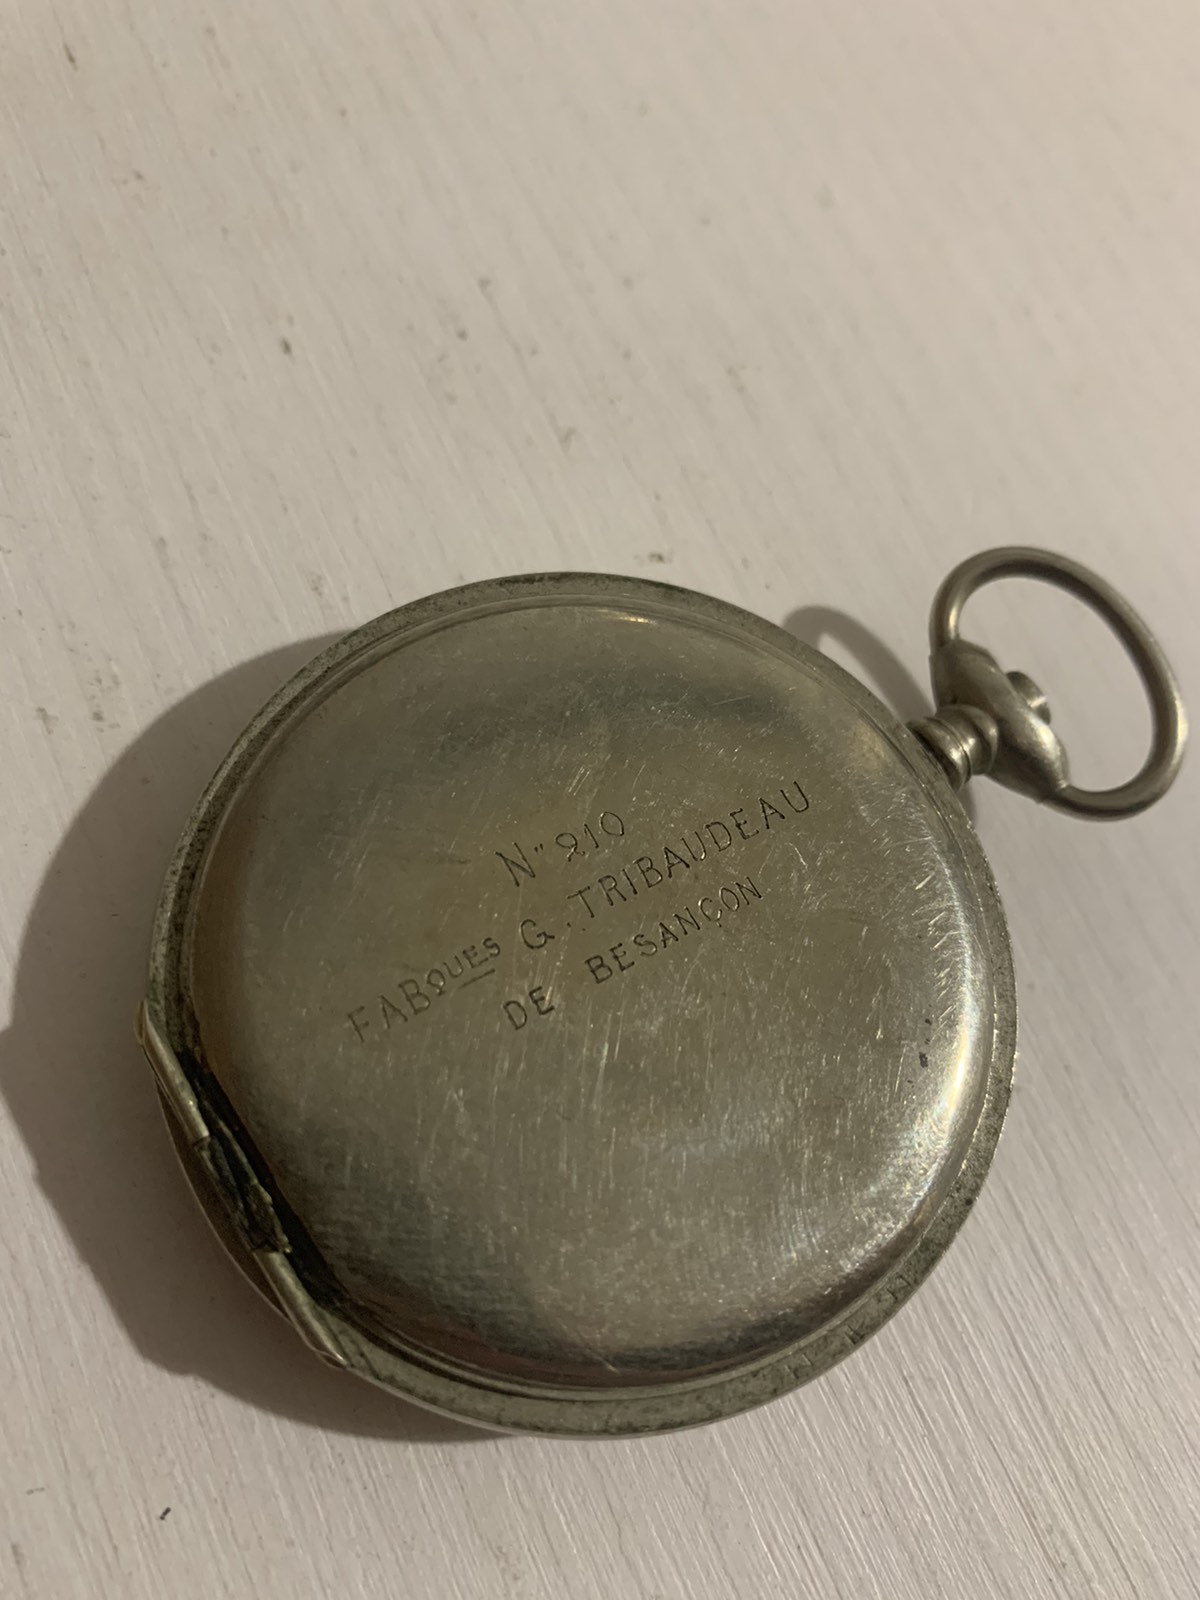 N° 210
FABQUES G. TRIBAUDEAU
DE BESANÇON